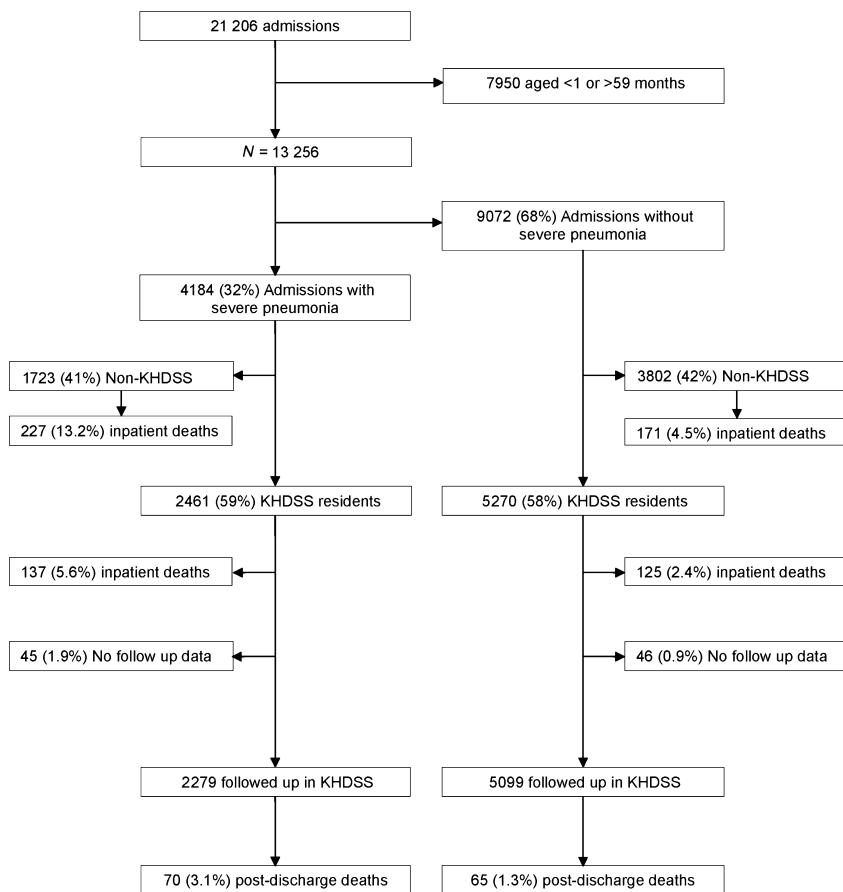 21 206 admissions
7950 aged <1 or >59 months
N = 13 256
9072 (68%) Admissions without
severe pneumonia
4184 (32%) Admissions with
severe pneumonia
1723 (41%) Non-KHDSS
3802 (42%) Non-KHDSS
227 (13.2%) inpatient deaths
171 (4.5%) inpatient deaths
2461 (59%) KHDSS residents
5270 (58%) KHDSS residents
137 (5.6%) inpatient deaths
125 (2.4%) inpatient deaths
45 (1.9%) No follow up data
46 (0.9%) No follow up data
2279 followed up in KHDSS
5099 followed up in KHDSS
70 (3.1%) post-discharge deaths
65 (1.3%) post-discharge deaths